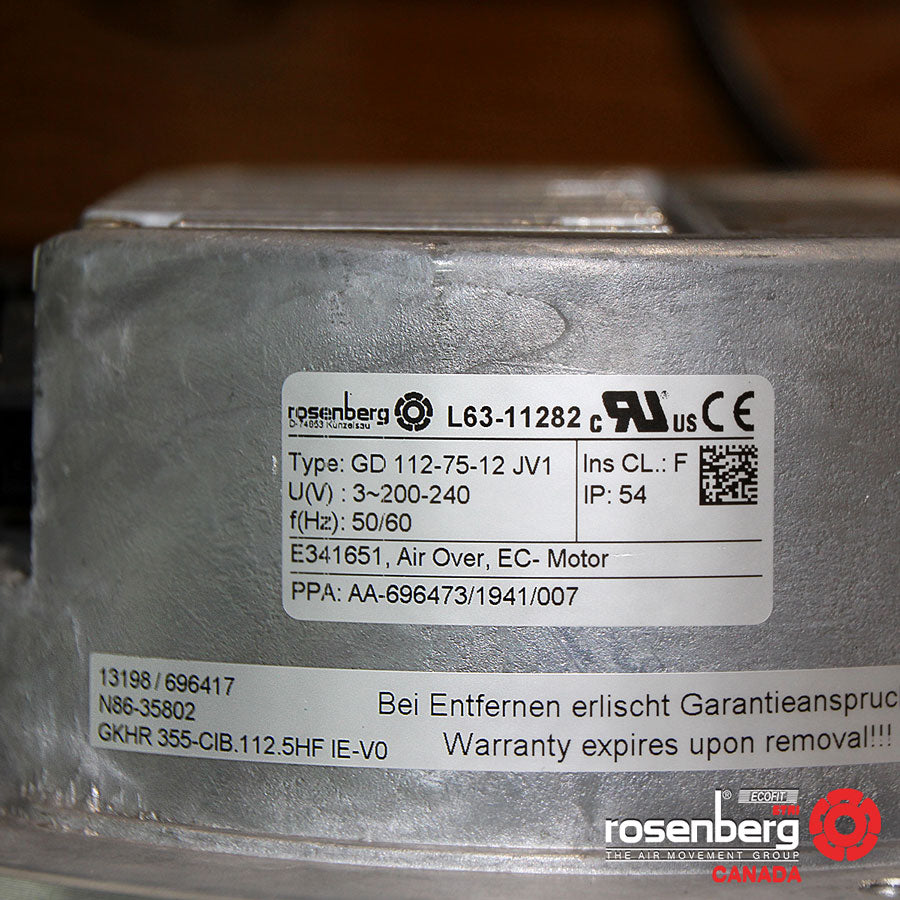 rosenberg L63-11282 c RU US CE
D-74653 Künzelsau
Type: GD 112-75-12 JV1
Ins CL.: F
U(V) : 3~200-240
IP: 54
f(Hz): 50/60
E341651, Air Over, EC- Motor
PPA: AA-696473/1941/007
13198 / 696417
N86-35802
GKHR 355-CIB.112.5HF IE-V0
Bei Entfernen erlischt Garantieanspruc
Warranty expires upon removal!!!
® ECOFIT
ETRI
rosenberg
THE AIR MOVEMENT GROUP
CANADA